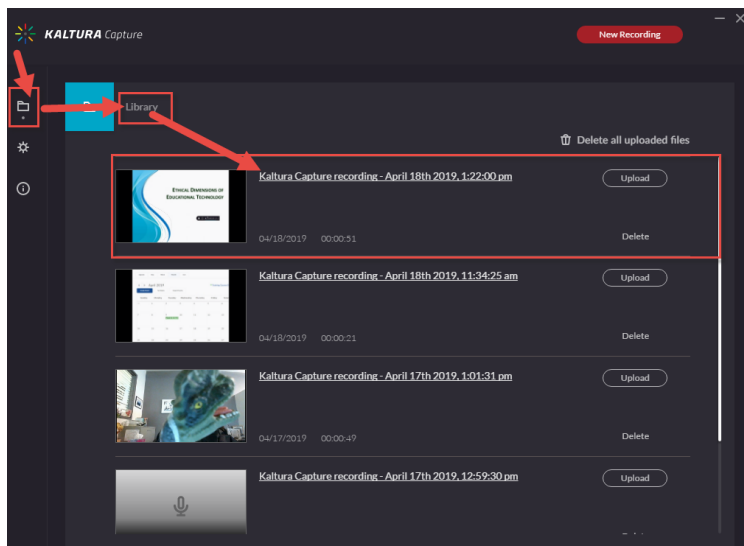 KALTURA Capture
New Recording
Library
Delete all uploaded files
ETHICAL DIMENSIONS OF
EDUCATIONAL TECHNOLOGY
Kaltura Capture recording - April 18th 2019, 1:22:00 pm
Upload
04/18/2019 00:00:51
Delete
Kaltura Capture recording - April 18th 2019, 11:34:25 am
Upload
04/18/2019 00:00:21
Delete
Kaltura Capture recording - April 17th 2019, 1:01:31 pm
Upload
04/17/2019 00:00:49
Delete
Kaltura Capture recording - April 17th 2019, 12:59:30 pm
Upload